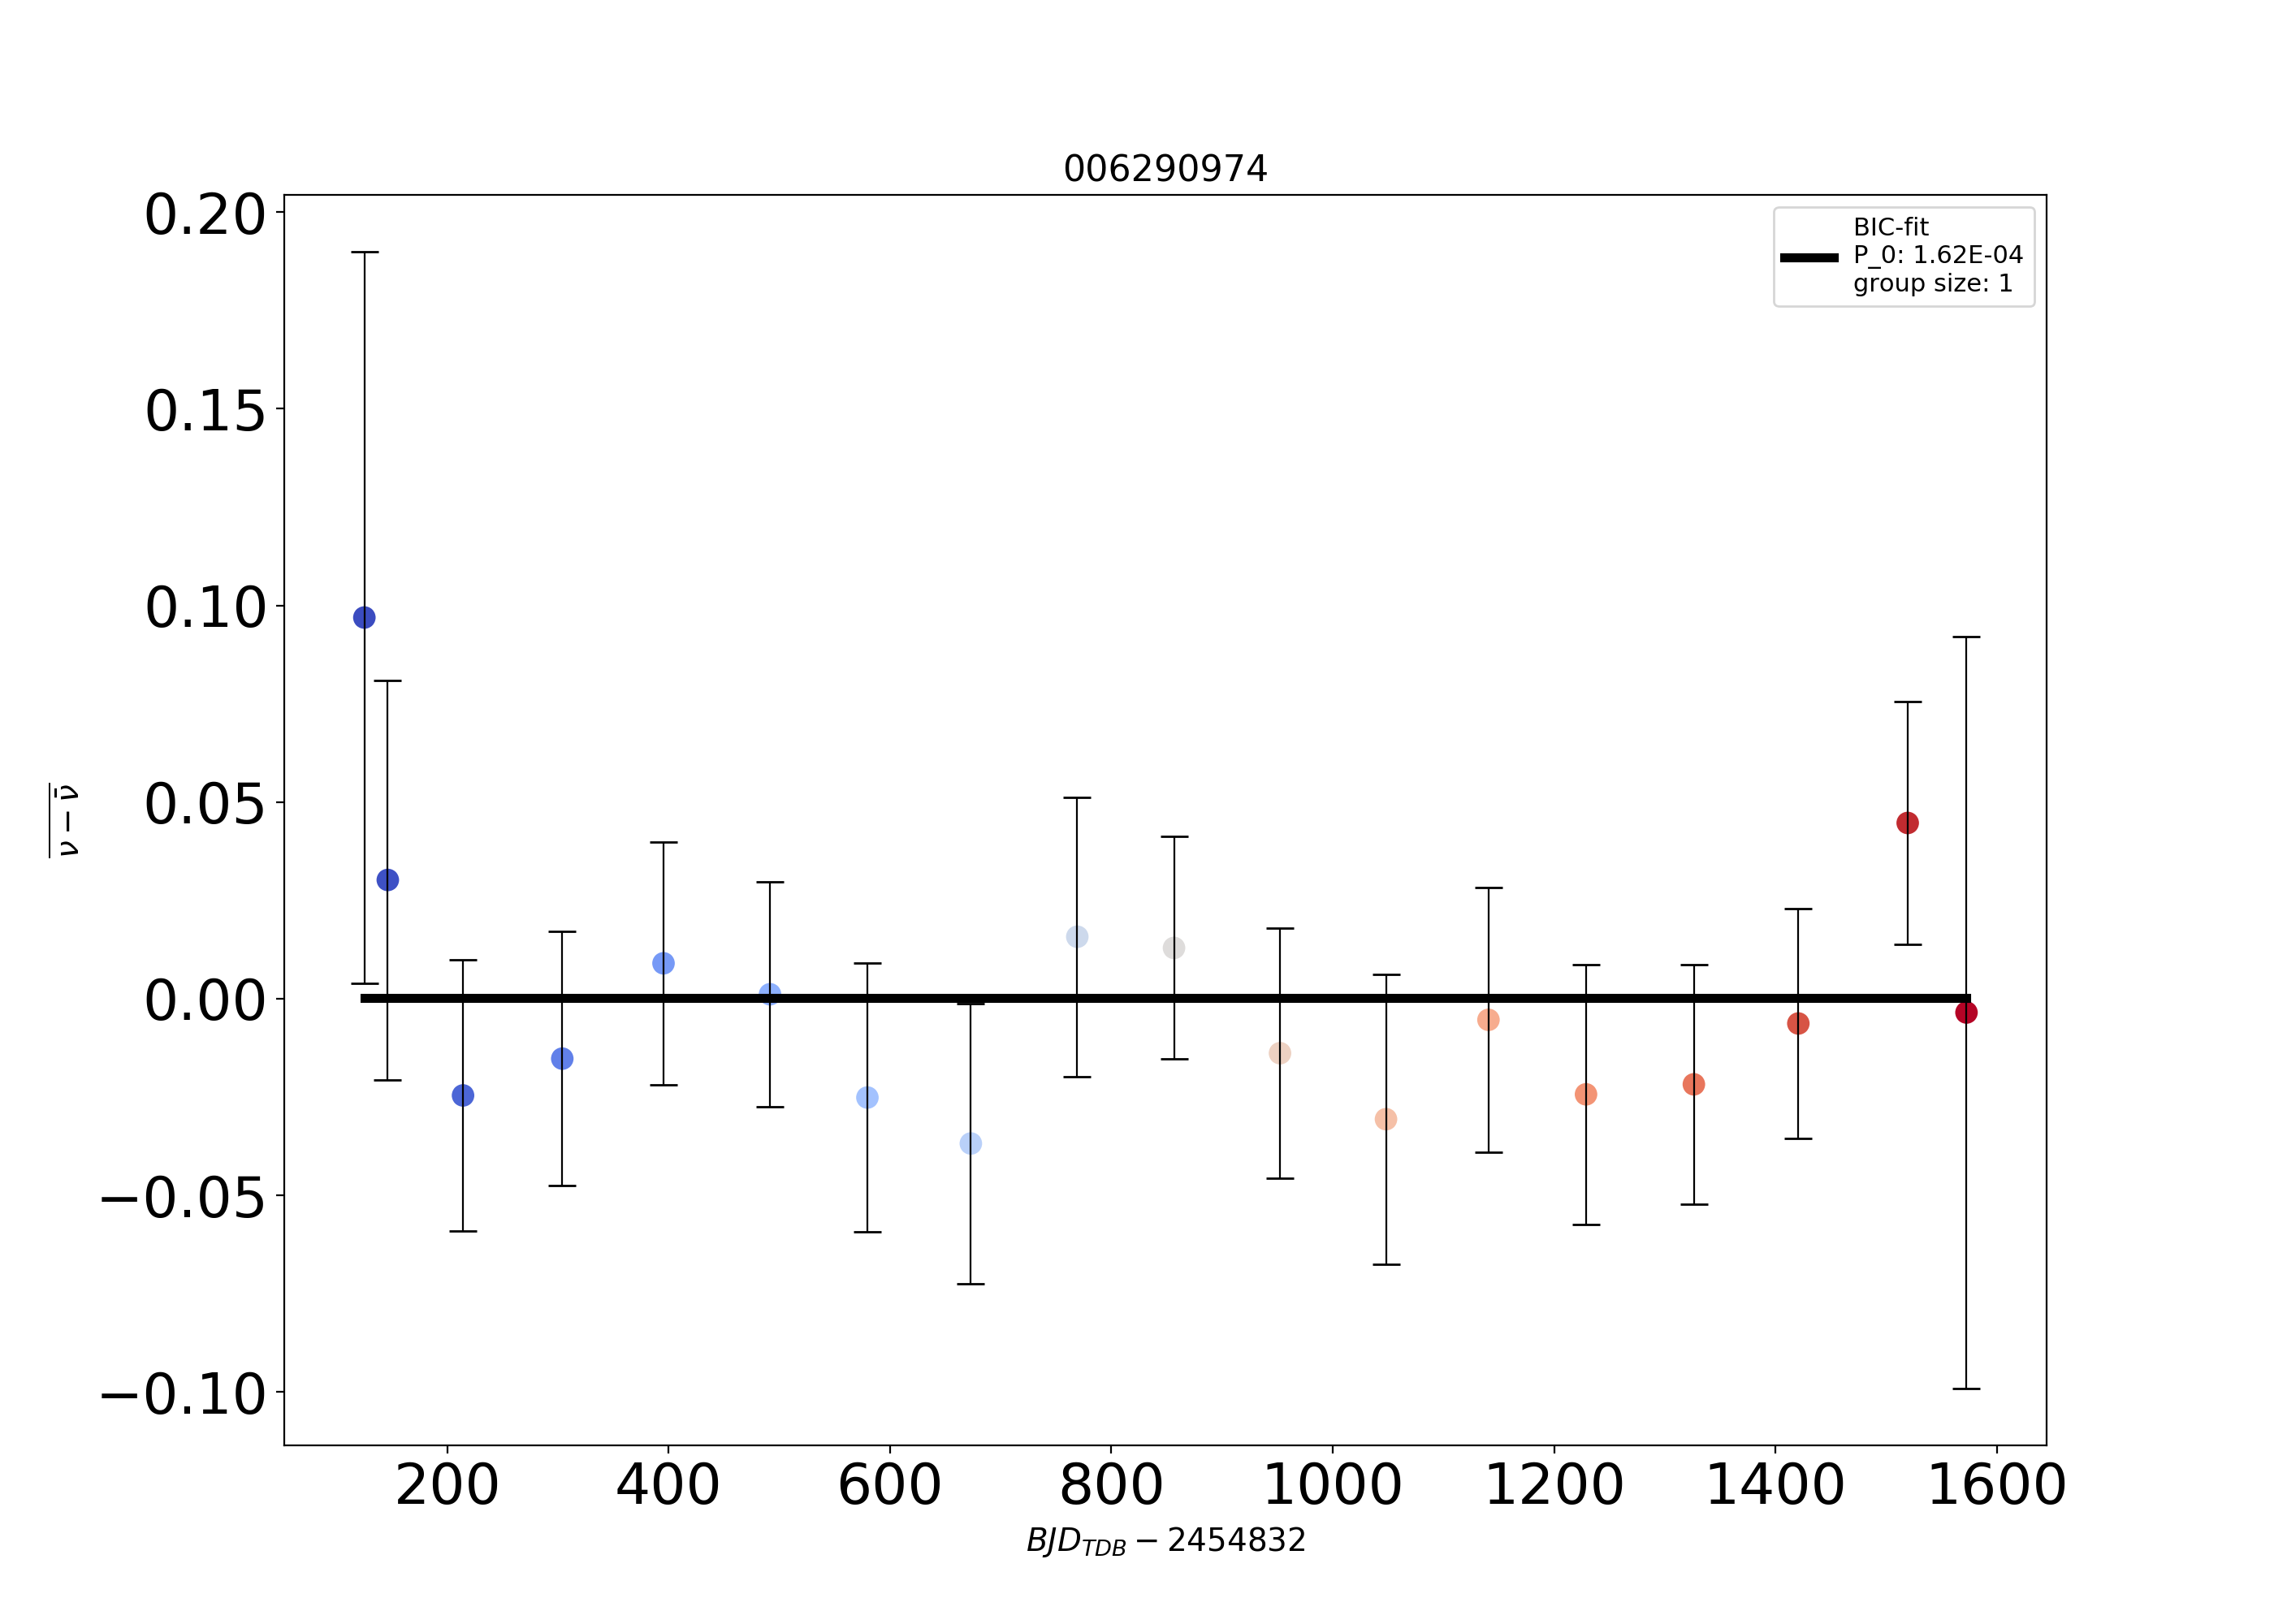 006290974
BIC-fit
P_0: 1.62E-04
group size: 1
0.20
0.15
0.10
0.05
0.00
−0.05
−0.10
ν − ν̄
200 400 600 800 1000 1200 1400 1600
BJD_TDB − 2454832